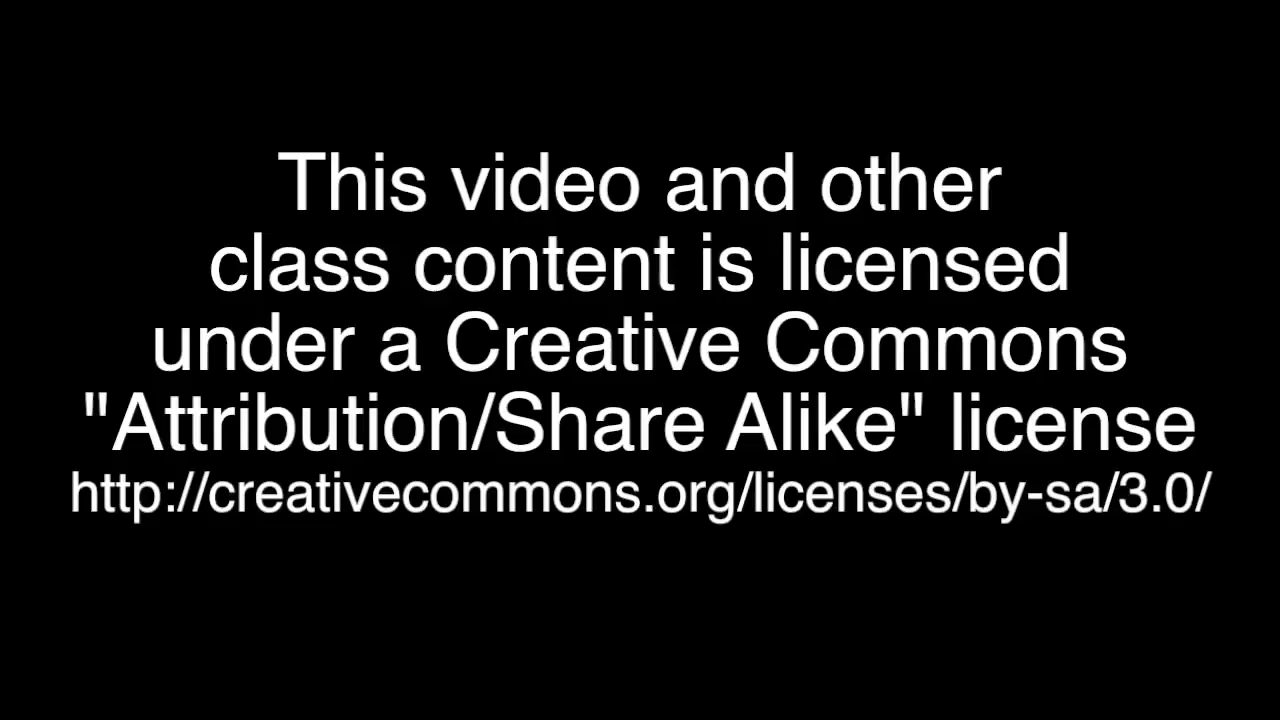 This video and other
class content is licensed
under a Creative Commons
"Attribution/Share Alike" license
http://creativecommons.org/licenses/by-sa/3.0/